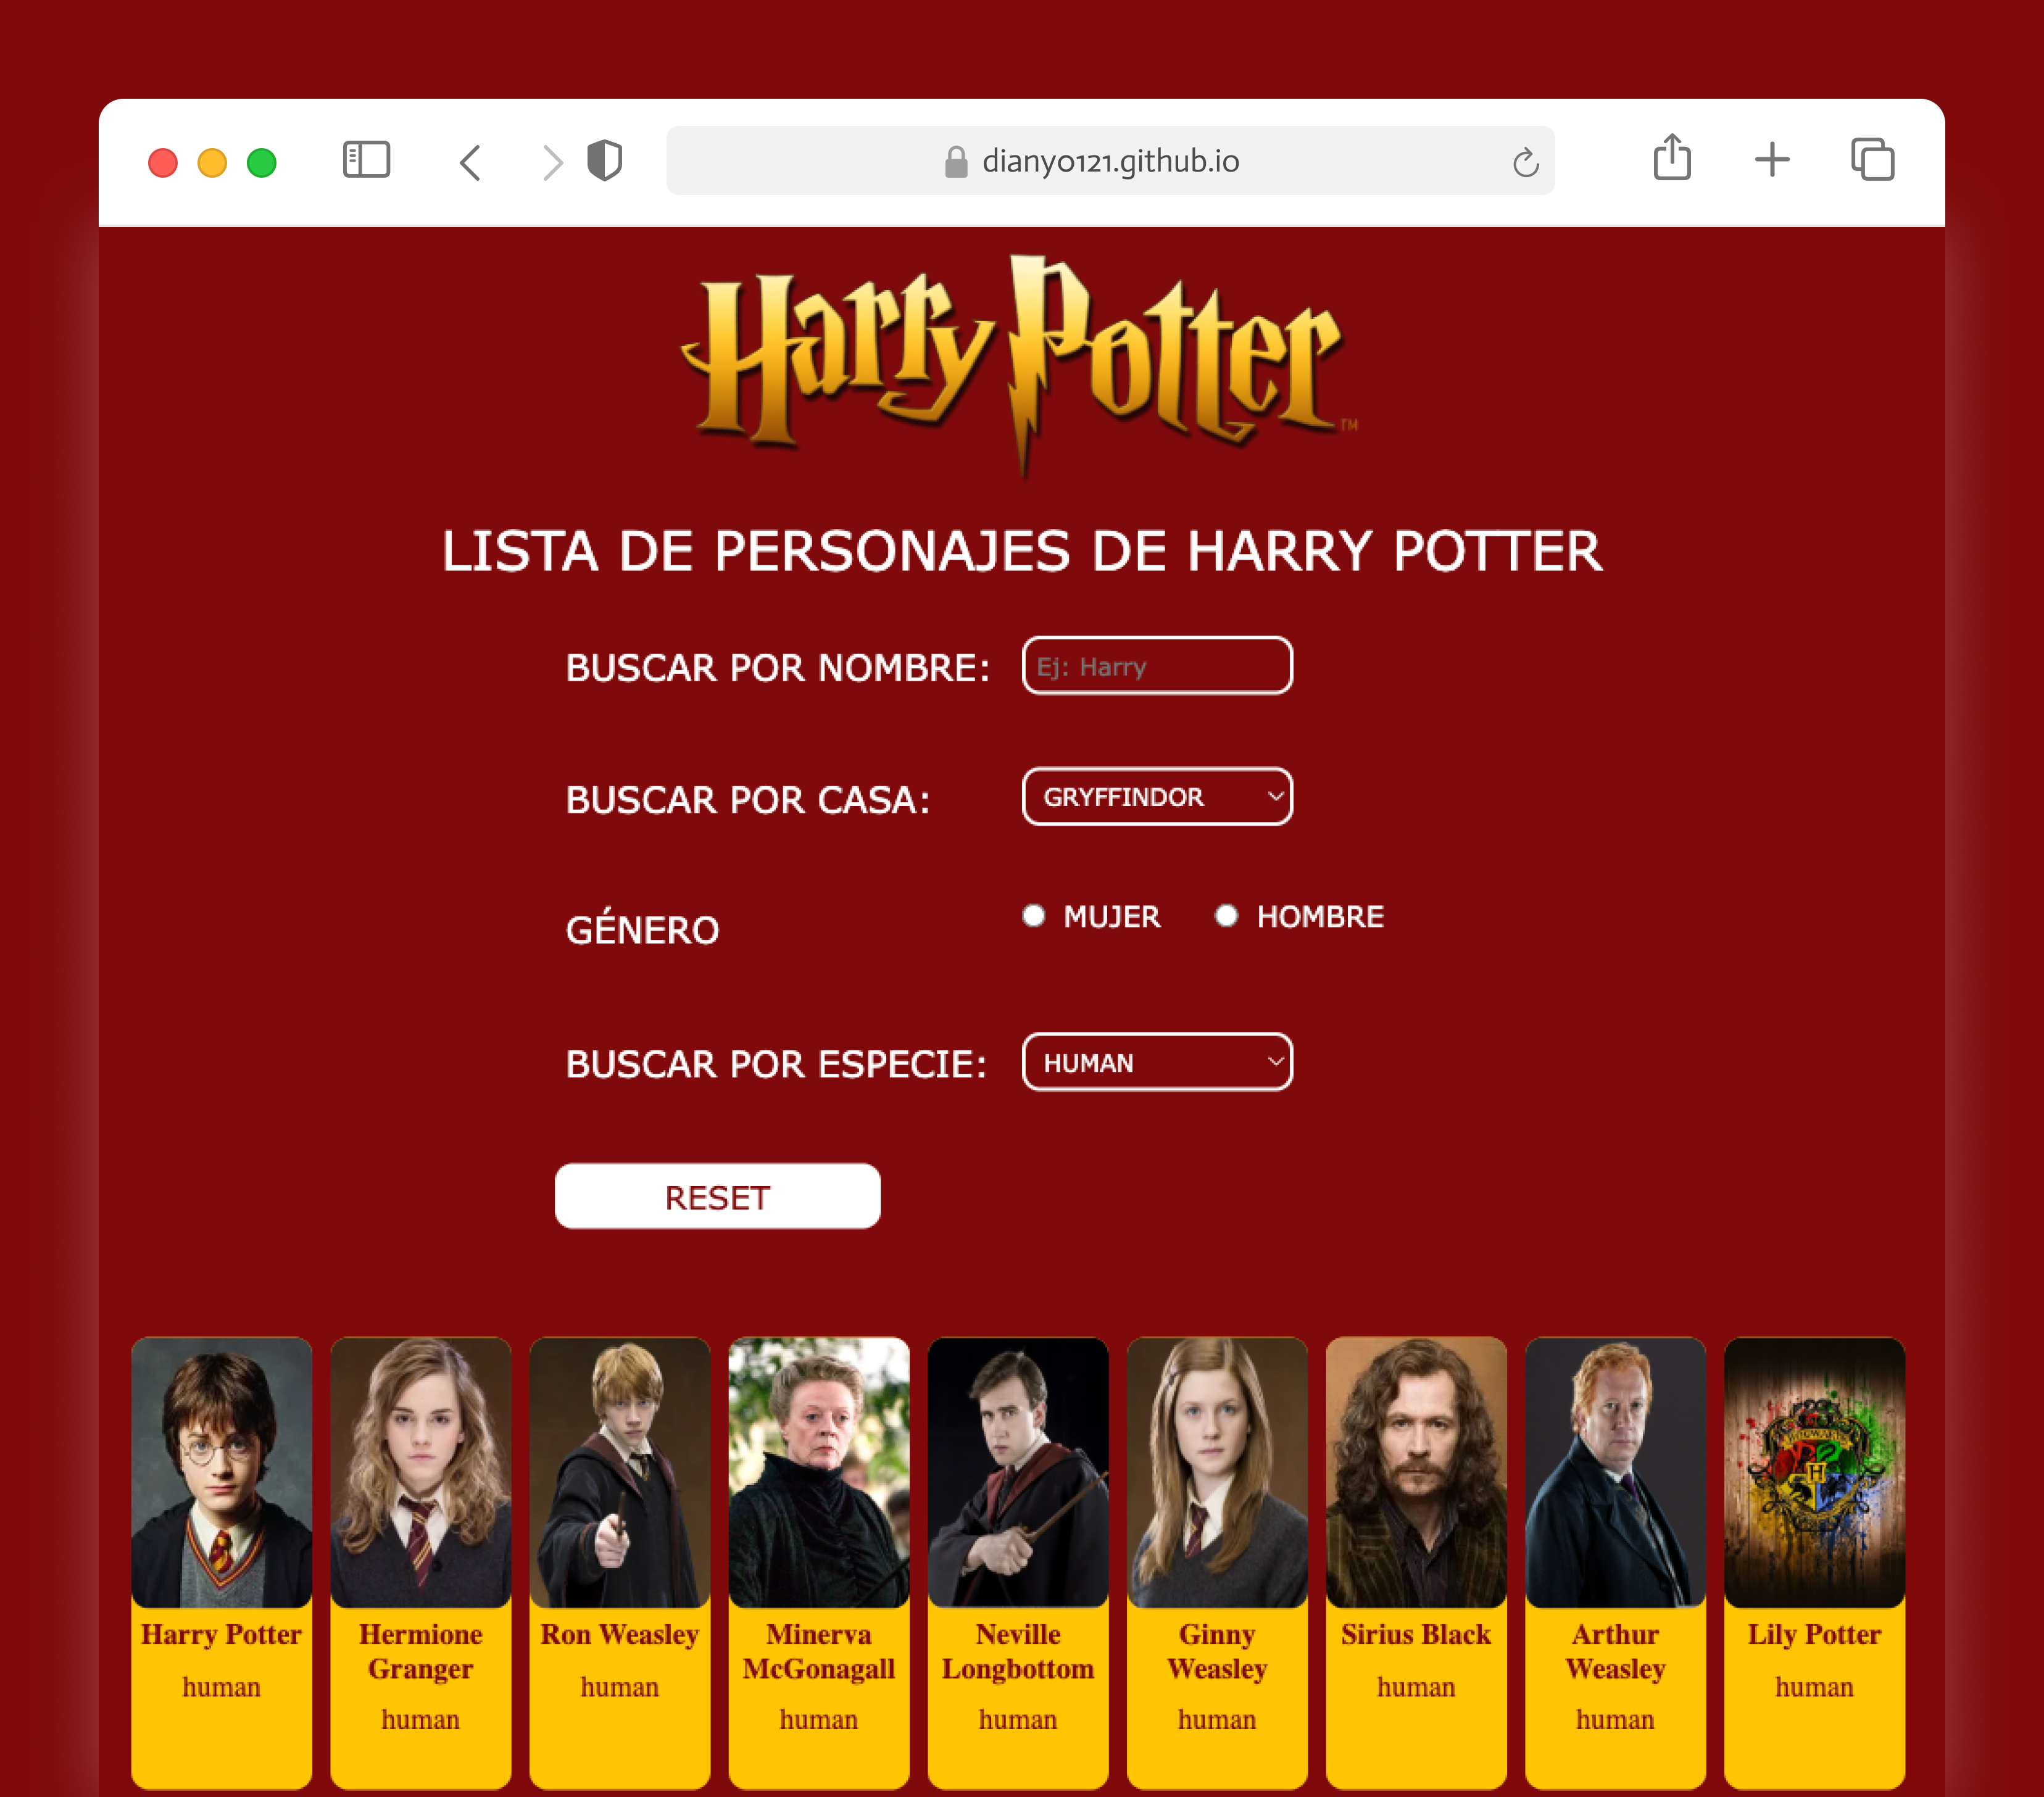 dianyo121.github.io
Harry Potter ™
LISTA DE PERSONAJES DE HARRY POTTER
BUSCAR POR NOMBRE: Ej: Harry
BUSCAR POR CASA: GRYFFINDOR
GÉNERO MUJER HOMBRE
BUSCAR POR ESPECIE: HUMAN
RESET
HOGWARTS
H
Harry Potter
human
Hermione
Granger
human
Ron Weasley
human
Minerva
McGonagall
human
Neville
Longbottom
human
Ginny
Weasley
human
Sirius Black
human
Arthur
Weasley
human
Lily Potter
human